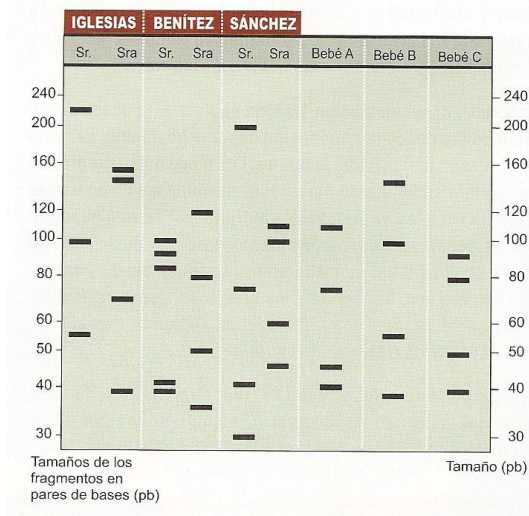 IGLESIAS BENÍTEZ SÁNCHEZ
Sr. Sra Sr. Sra Sr. Sra Bebé A Bebé B Bebé C
240 240
200 200
160 160
120 120
100 100
80 80
60 60
50 50
40 40
30 30
Tamaños de los
fragmentos en
pares de bases (pb)
Tamaño (pb)